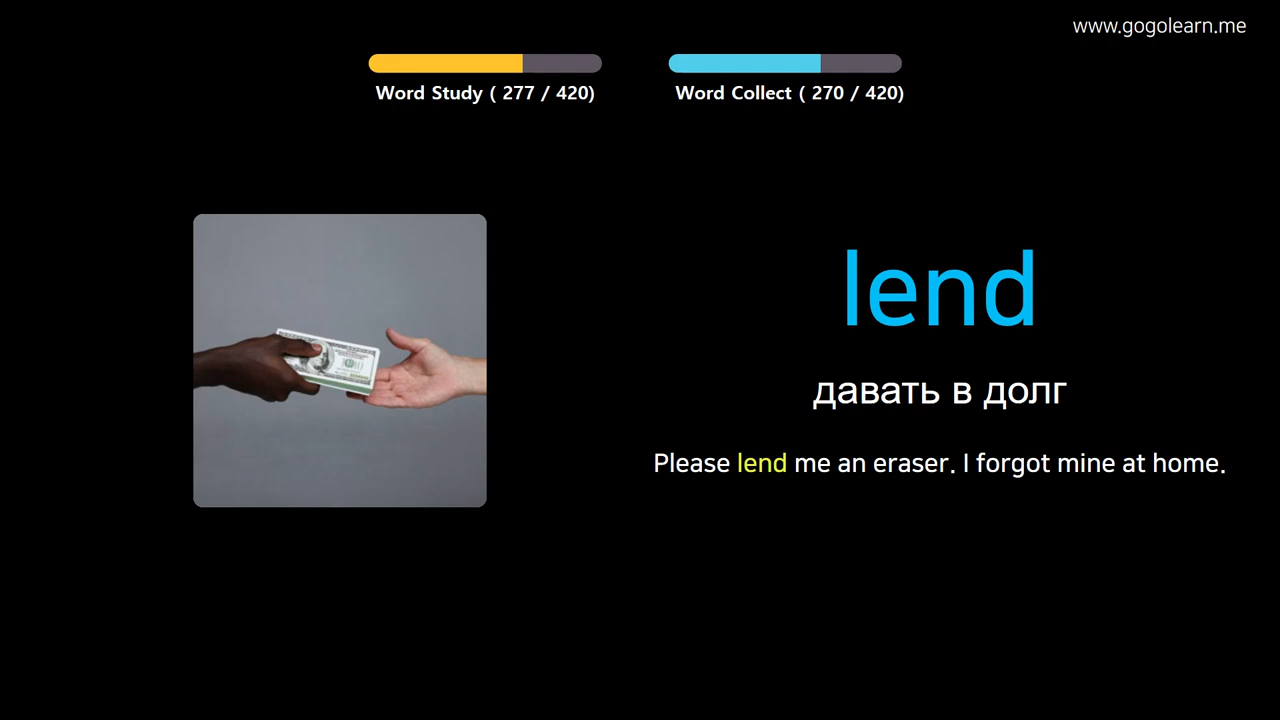 www.gogolearn.me
Word Study ( 277 / 420)
Word Collect ( 270 / 420)
lend
давать в долг
Please lend me an eraser. I forgot mine at home.